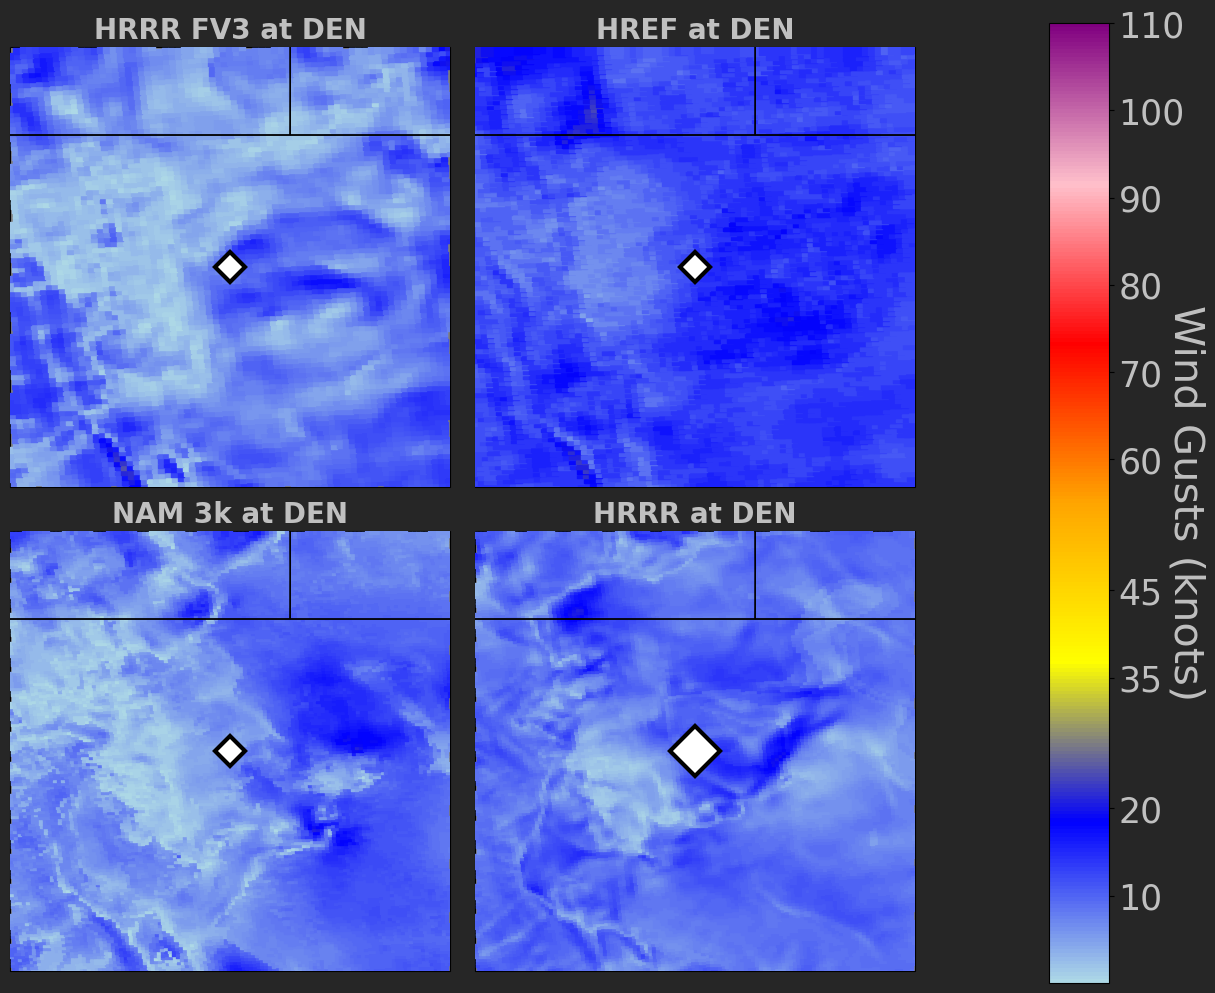 HRRR FV3 at DEN
HREF at DEN
NAM 3k at DEN
HRRR at DEN
110
100
90
80
70
60
45
35
20
10
Wind Gusts (knots)